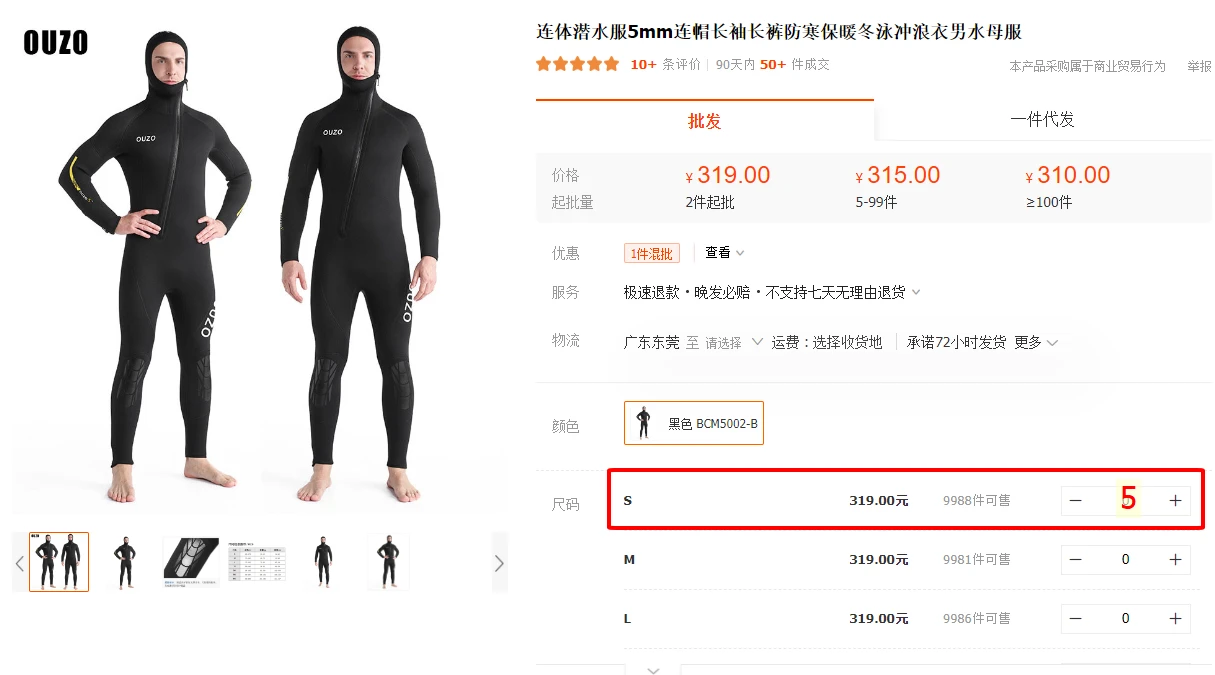 OUZO
OUZO
OUZO
OUZO
OUZO
连体潜水服5mm连帽长袖长裤防寒保暖冬泳冲浪衣男水母服
10+ 条评价 90天内 50+ 件成交
本产品采购属于商业贸易行为 举报
批发 一件代发
价格 ¥ 319.00 ¥ 315.00 ¥ 310.00
起批量 2件起批 5-99件 ≥100件
优惠 1件混批 查看
服务 极速退款·晚发必赔·不支持七天无理由退货
物流 广东东莞 至 请选择 运费：选择收货地 承诺72小时发货 更多
颜色 黑色 BCM5002-B
尺码 S 319.00元 9988件可售 5
M 319.00元 9981件可售 0
L 319.00元 9986件可售 0